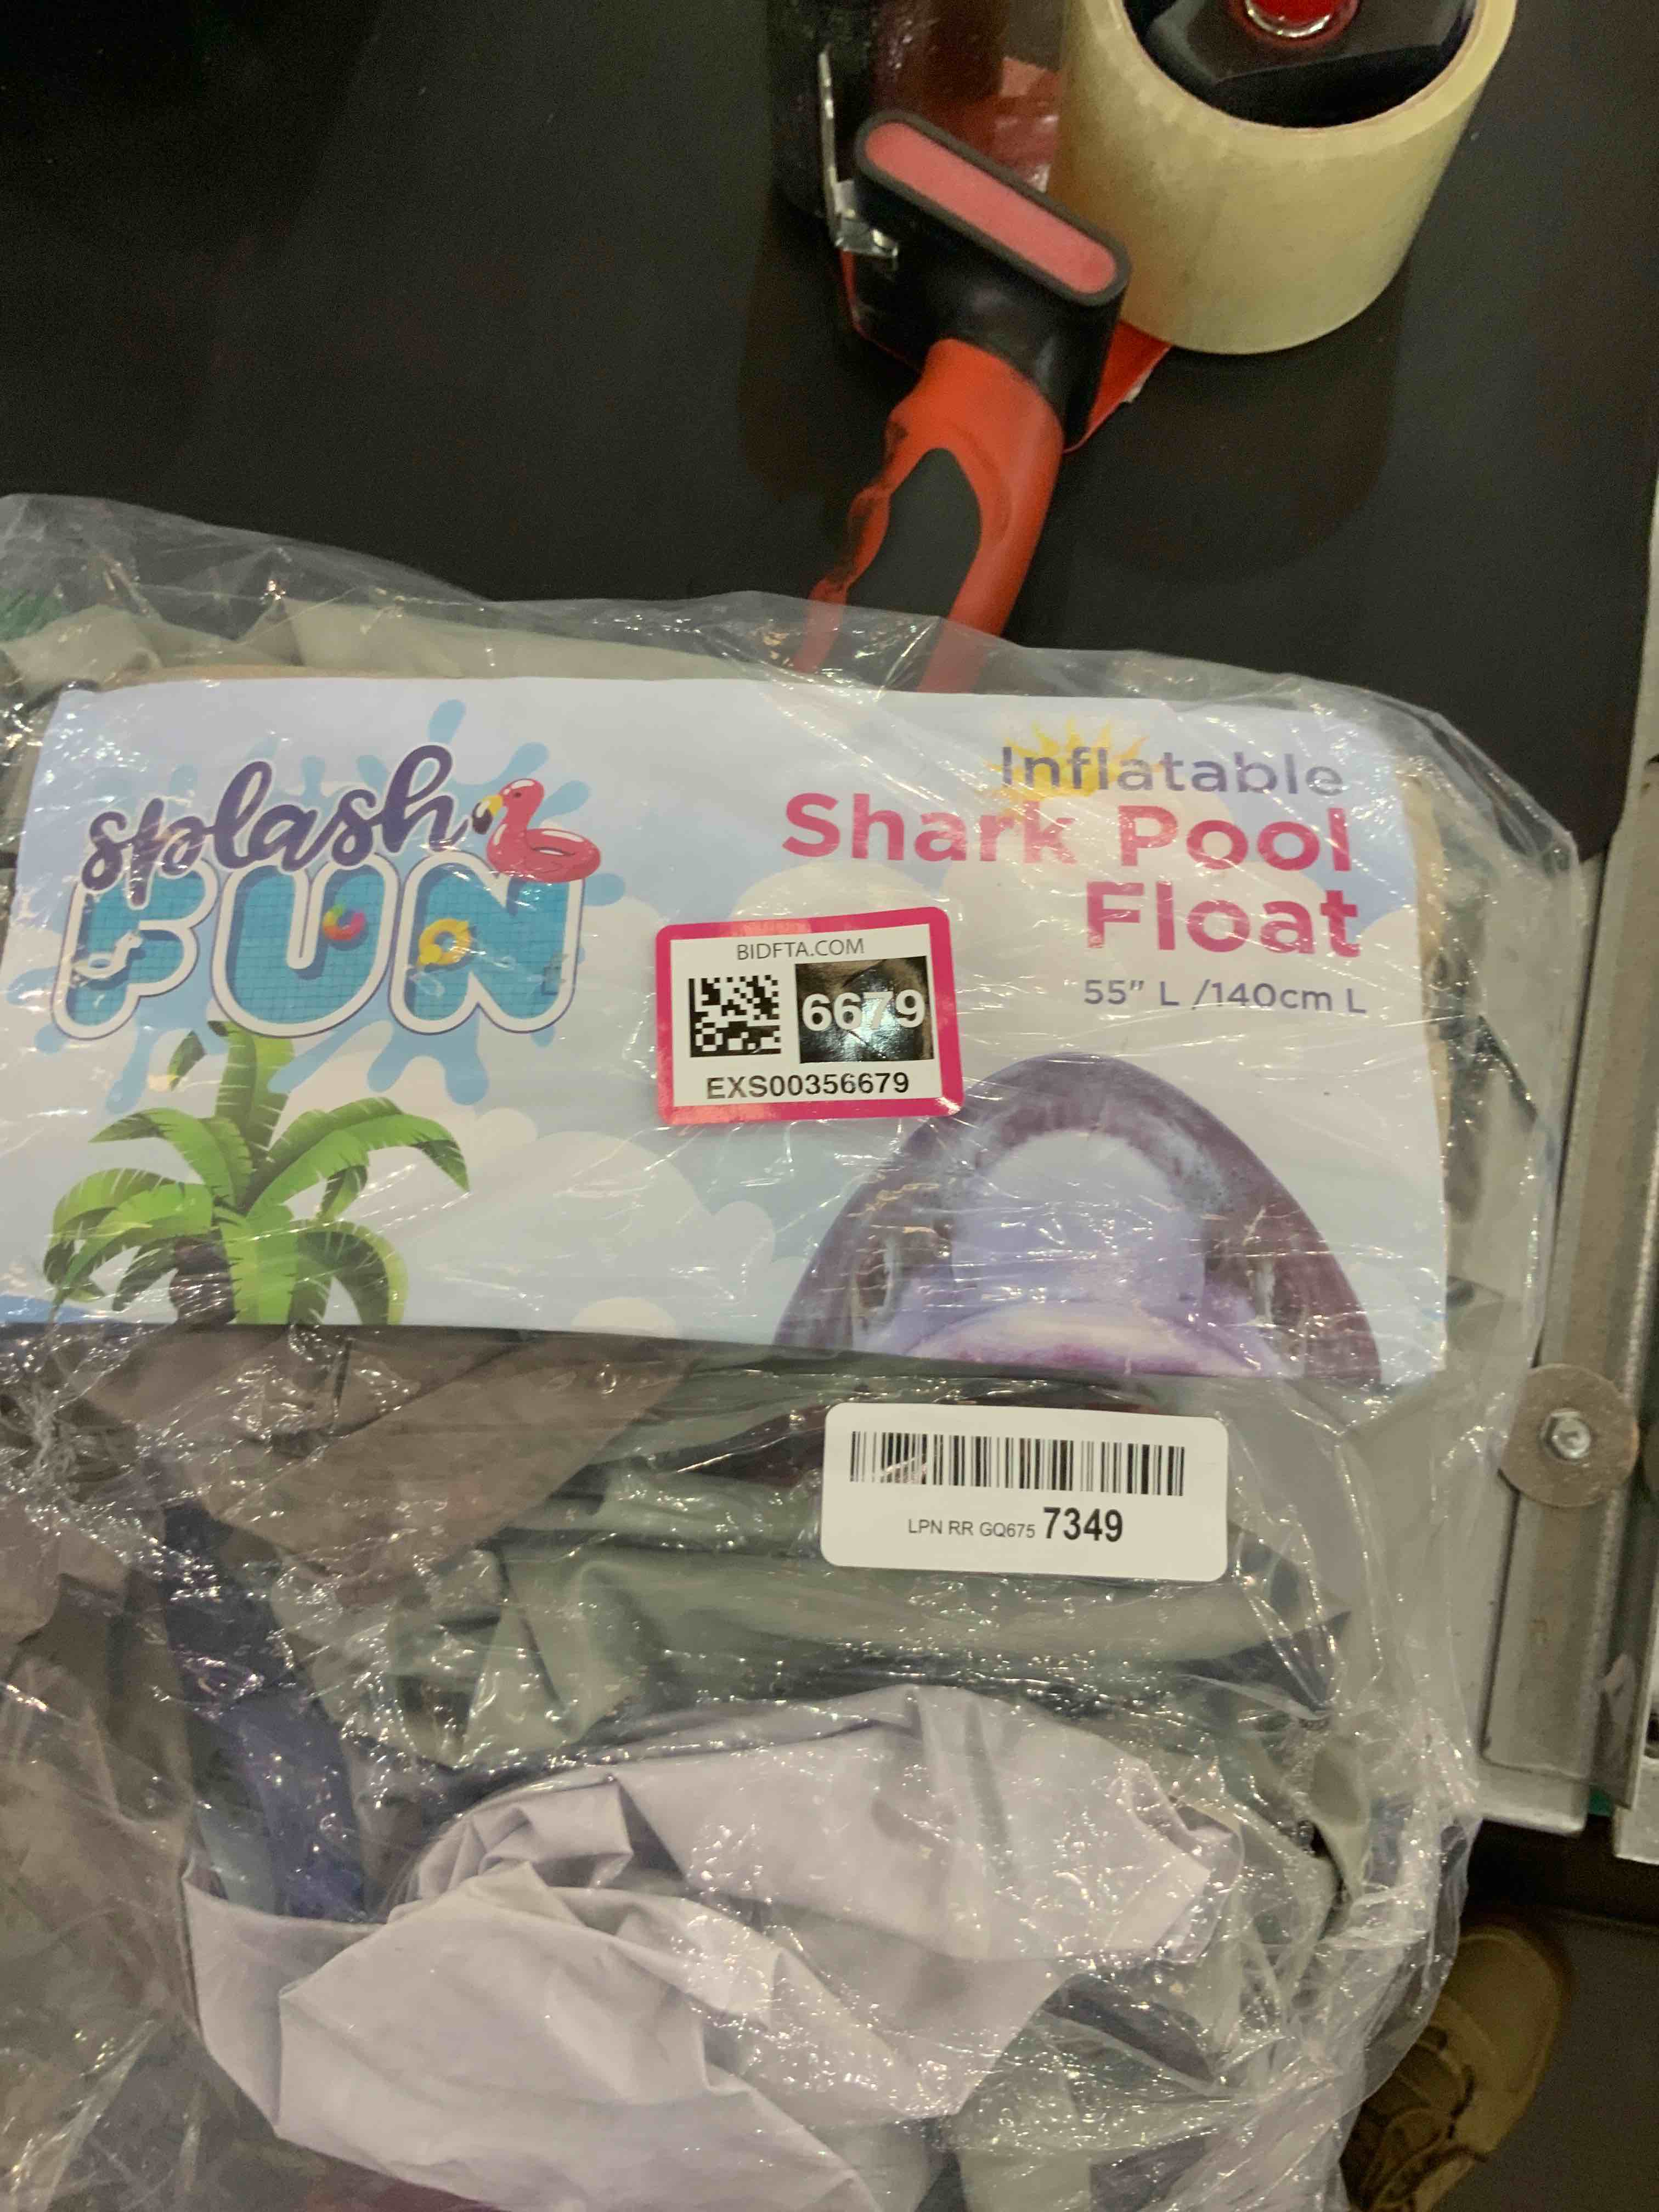 splash
FUN
Inflatable
Shark Pool
Float
55" L /140cm L
BIDFTA.COM
6679
EXS00356679
LPN RR GQ675 7349